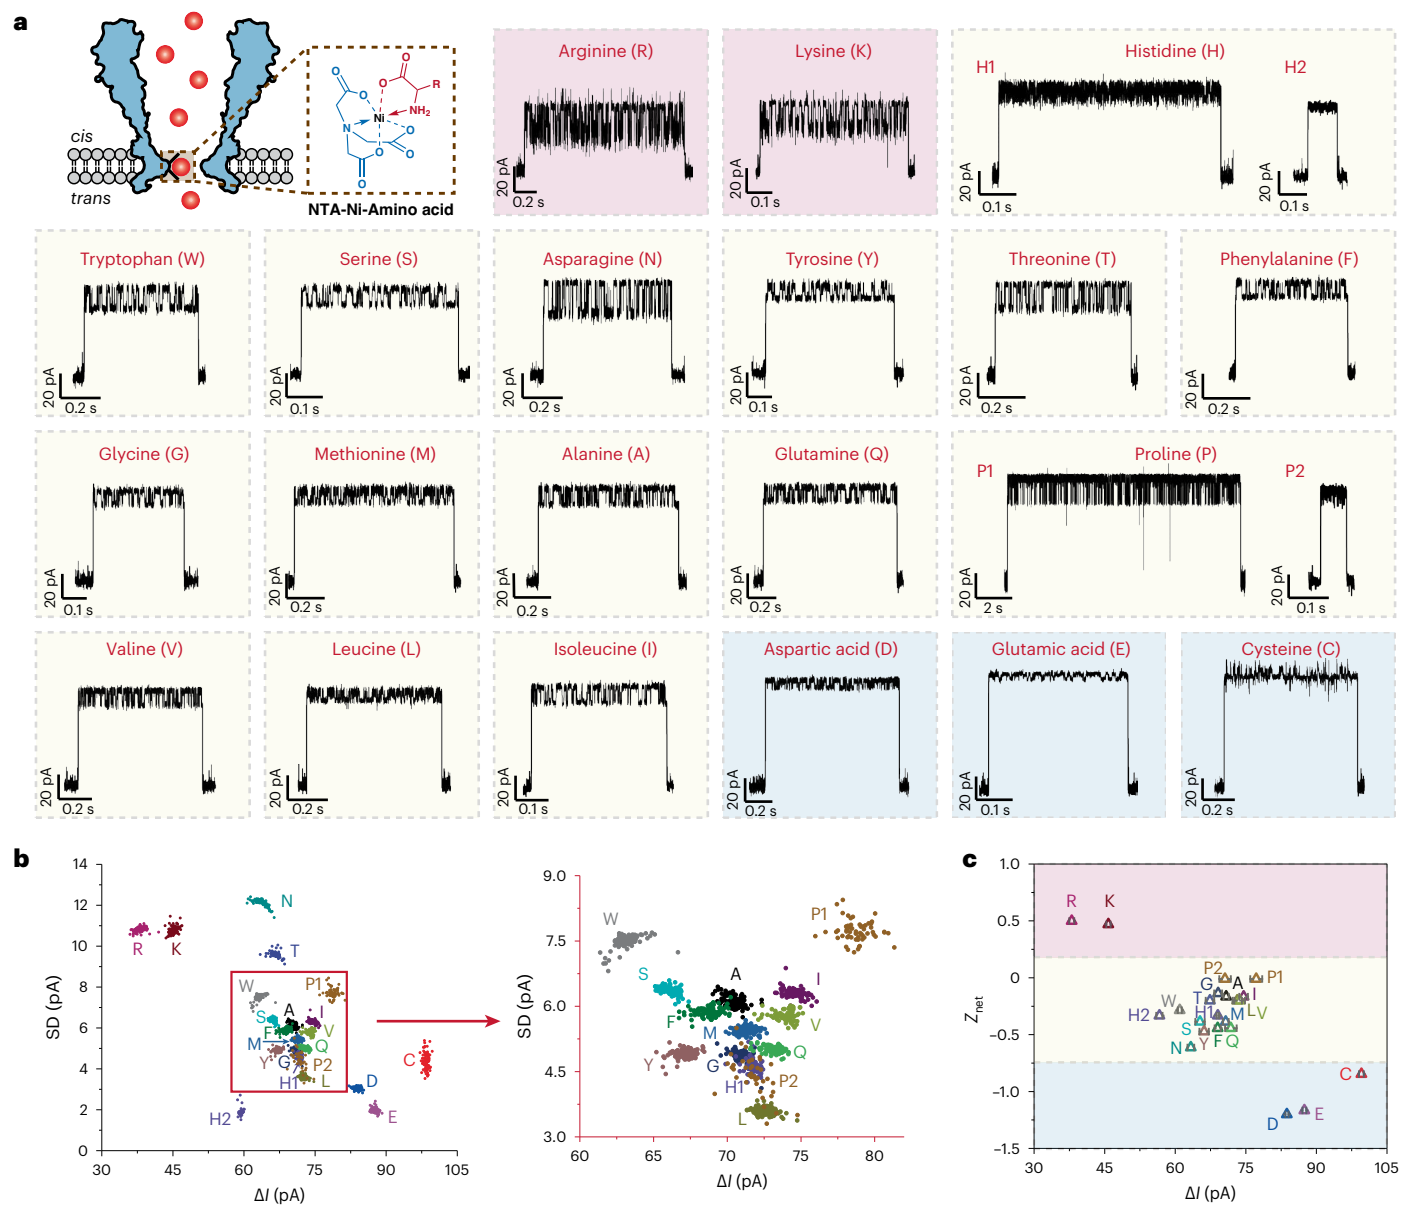 a
cis
trans
O
O
O
R
NH2
Ni
N
O
O
O
O
O
NTA-Ni-Amino acid
Arginine (R)
20 pA
0.2 s
Lysine (K)
20 pA
0.1 s
Histidine (H)
H1
H2
20 pA
0.1 s
20 pA
0.1 s
Tryptophan (W)
20 pA
0.2 s
Serine (S)
20 pA
0.1 s
Asparagine (N)
20 pA
0.2 s
Tyrosine (Y)
20 pA
0.1 s
Threonine (T)
20 pA
0.2 s
Phenylalanine (F)
20 pA
0.2 s
Glycine (G)
20 pA
0.1 s
Methionine (M)
20 pA
0.2 s
Alanine (A)
20 pA
0.2 s
Glutamine (Q)
20 pA
0.2 s
Proline (P)
P1
P2
20 pA
2 s
20 pA
0.1 s
Valine (V)
20 pA
0.2 s
Leucine (L)
20 pA
0.2 s
Isoleucine (I)
20 pA
0.1 s
Aspartic acid (D)
20 pA
0.2 s
Glutamic acid (E)
20 pA
0.1 s
Cysteine (C)
20 pA
0.2 s
b
14
12
10
8
6
4
2
0
SD (pA)
30 45 60 75 90 105
ΔI (pA)
N
R K T
W P1
A
S I
F V
M Q
Y G P2
H1 L
C
D
H2 E
9.0
7.5
6.0
4.5
3.0
SD (pA)
60 65 70 75 80
ΔI (pA)
W P1
S A I
F V
M
Y G Q
H1 P2
L
c
1.0
0.5
0
−0.5
−1.0
−1.5
Znet
30 45 60 75 90 105
ΔI (pA)
R K
P2 P1
G A
T I
W
H2 H1 M L V
S
N Y F Q
C
D E